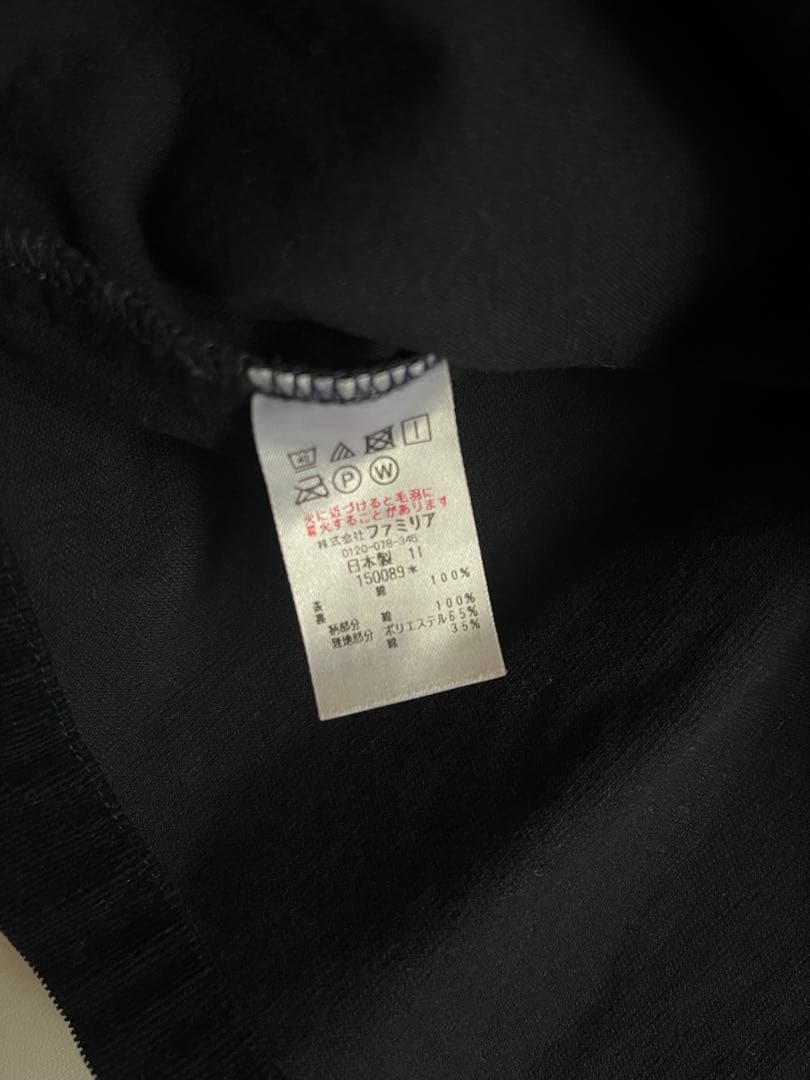 40
P W
火に近づけると毛羽に
着火することがあります
株式会社ファミリア
0120-078-345
日本製 11
150089*
表 綿 100%
裏
柄部分 綿 100%
無地部分 ポリエステル65%
綿 35%